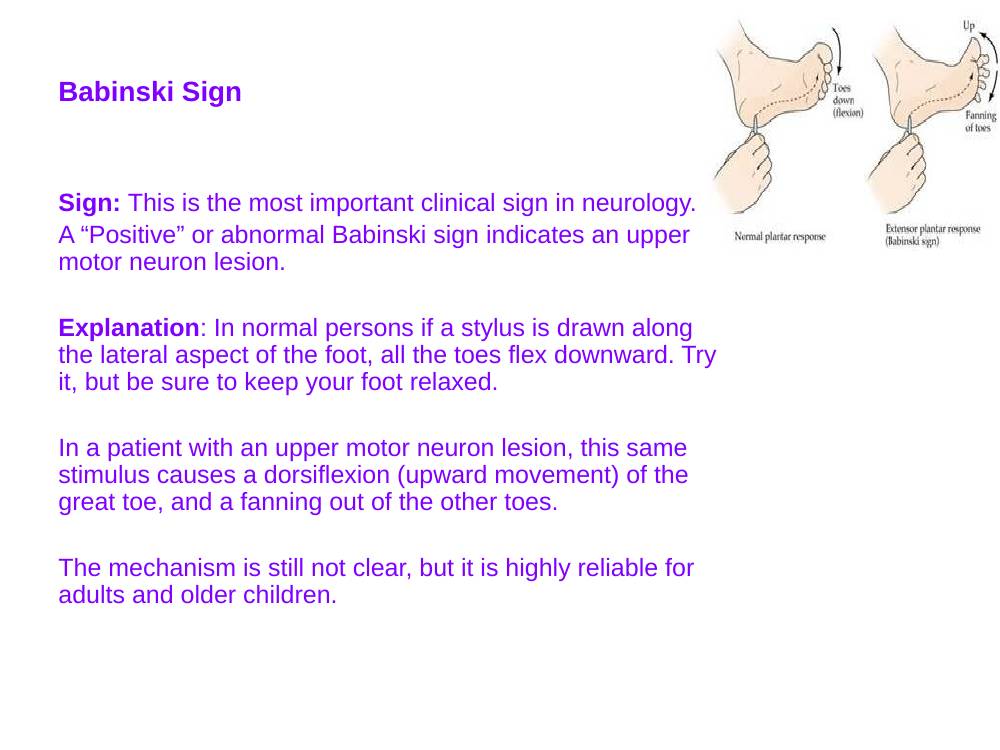 Babinski Sign
Up
Toes
down
(flexion)
Fanning
of toes
Normal plantar response
Extensor plantar response
(Babinski sign)
Sign: This is the most important clinical sign in neurology.
A “Positive” or abnormal Babinski sign indicates an upper
motor neuron lesion.
Explanation: In normal persons if a stylus is drawn along
the lateral aspect of the foot, all the toes flex downward. Try
it, but be sure to keep your foot relaxed.
In a patient with an upper motor neuron lesion, this same
stimulus causes a dorsiflexion (upward movement) of the
great toe, and a fanning out of the other toes.
The mechanism is still not clear, but it is highly reliable for
adults and older children.